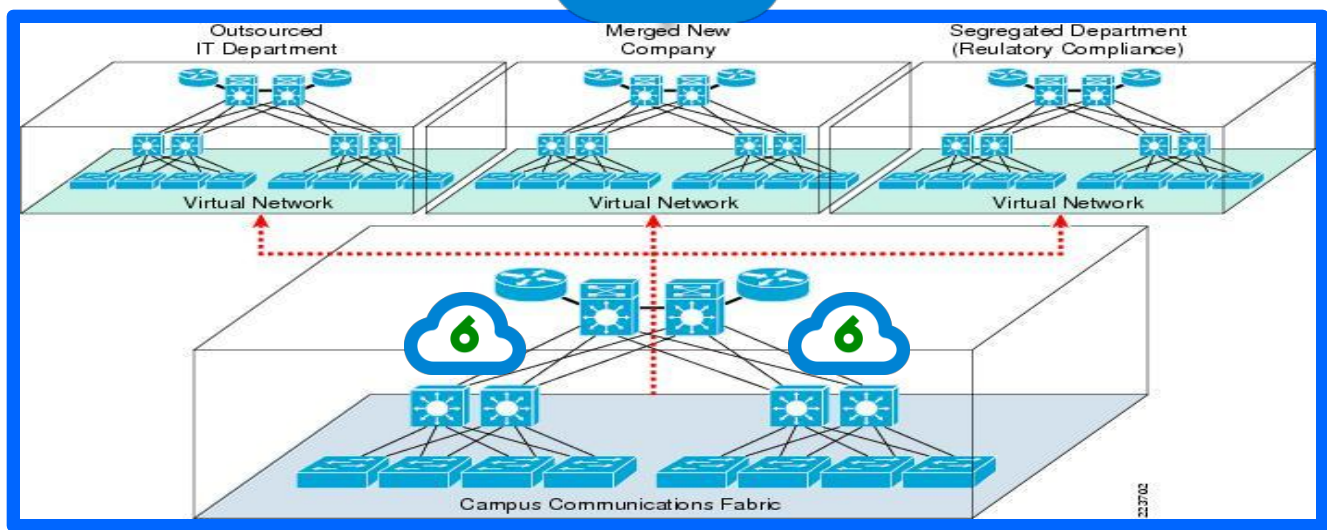 Outsourced
IT Department
Merged New
Company
Segregated Department
(Reulatory Compliance)
Virtual Network
Virtual Network
Virtual Network
6
6
Campus Communications Fabric
223702